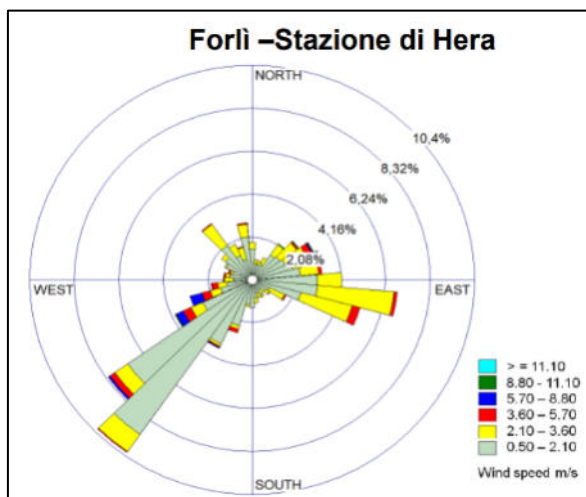 Forlì –Stazione di Hera
NORTH
10,4%
8,32%
6,24%
4,16%
2,08%
WEST
EAST
SOUTH
> = 11.10
8.80 - 11.10
5.70 – 8.80
3.60 – 5.70
2.10 – 3.60
0.50 - 2.10
Wind speed m/s